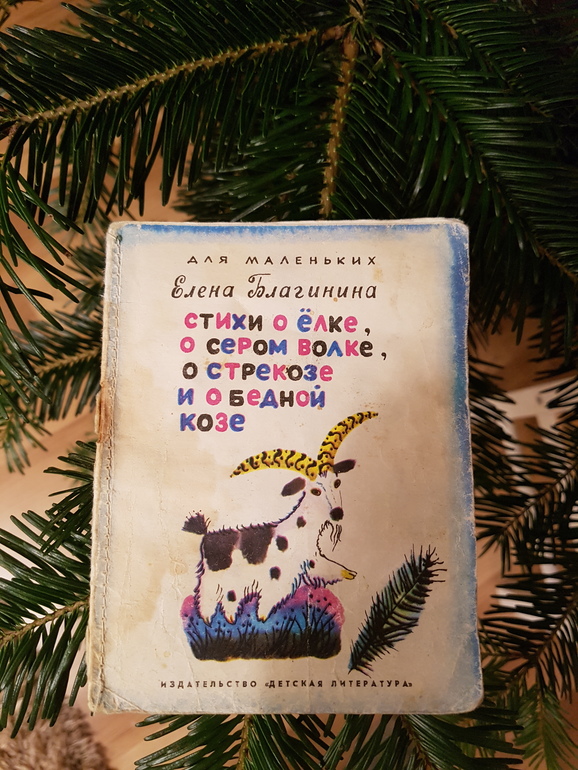 ДЛЯ МАЛЕНЬКИХ
Елена Благинина
СТИХИ О ЁЛКЕ,
О СЕРОМ ВОЛКЕ,
О СТРЕКОЗЕ
И О БЕДНОЙ
КОЗЕ
ИЗДАТЕЛЬСТВО «ДЕТСКАЯ ЛИТЕРАТУРА»